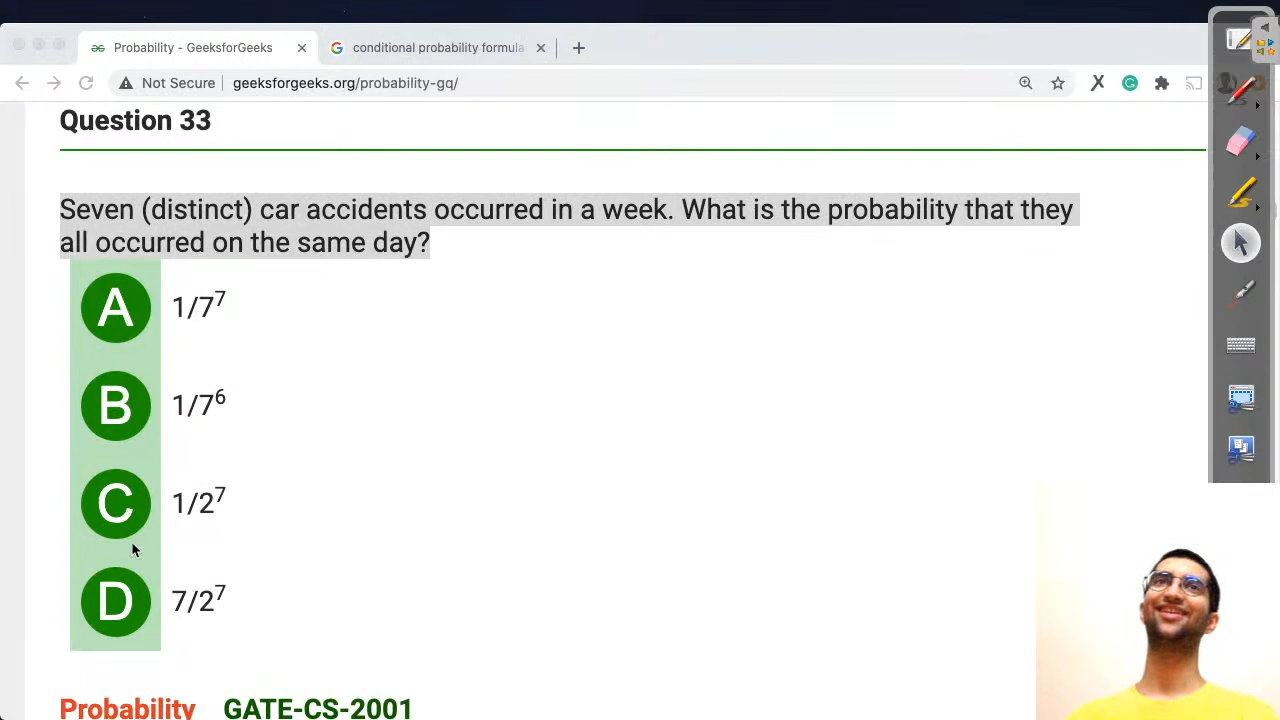 Probability - GeeksforGeeks
conditional probability formula
Not Secure
geeksforgeeks.org/probability-gq/
Question 33
Seven (distinct) car accidents occurred in a week. What is the probability that they
all occurred on the same day?
A 1/7⁷
B 1/7⁶
C 1/2⁷
D 7/2⁷
Probability GATE-CS-2001